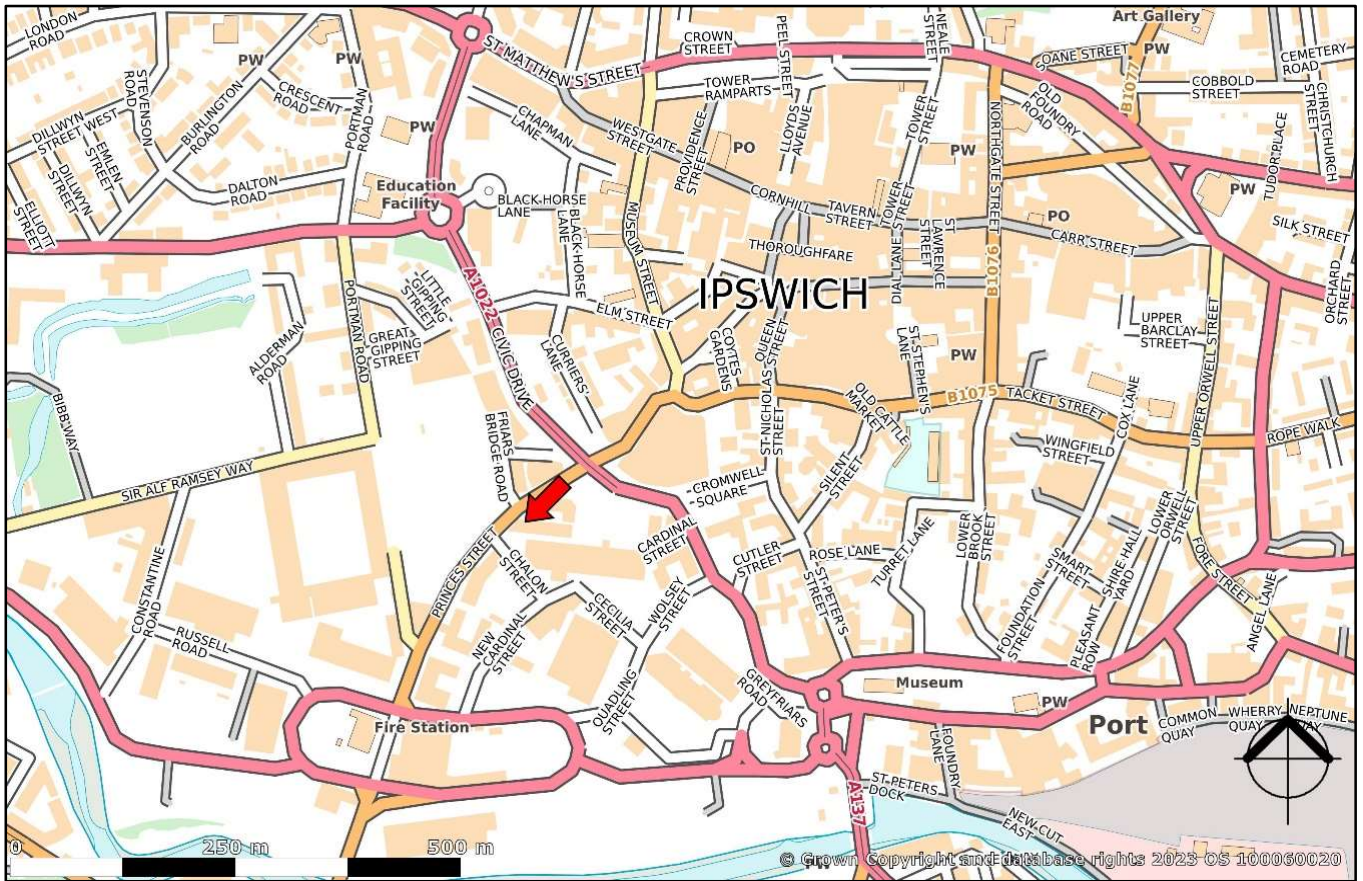 LONDON
ROAD
ST MATTHEW'S STREET
CROWN
STREET
PEEL STREET
NEALE
STREET
Art Gallery
PW
SOANE STREET
CEMETERY
ROAD
COBBOLD
STREET
B1077
CHRISTCHURCH
STREET
PW
PW
STEVENSON
ROAD
BURLINGTON
ROAD
CRESCENT
ROAD
PORTMAN
ROAD
DILLWYN
STREET WEST
EMLEN
STREET
DILLWYN
STREET
ELLIOTT
STREET
DALTON
ROAD
PW
Education
Facility
CHAPMAN
LANE
BLACK HORSE
LANE
BLACK HORSE
LANE
TOWER
RAMPARTS
WESTGATE
STREET
PROVIDENCE
STREET
PO
LLOYDS
AVENUE
TOWER
STREET
PW
NORTHGATE STREET
OLD
FOUNDRY
ROAD
TUDOR PLACE
PW
SILK STREET
ORCHARD
STREET
MUSEUM STREET
CORNHILL
TAVERN
STREET
TOWER
STREET
DIAL LANE
ST
LAWRENCE
STREET
PO
CARR STREET
THOROUGHFARE
B1076
IPSWICH
A1022 CIVIC DRIVE
LITTLE
GIPPING
STREET
GREAT
GIPPING
STREET
PORTMAN ROAD
ALDERMAN
ROAD
BIBB WAY
ELM STREET
CURRIERS'
LANE
COYTES
GARDENS
QUEEN
STREET
ST NICHOLAS
STREET
ST STEPHEN'S
LANE
PW
UPPER
BARCLAY
STREET
UPPER ORWELL STREET
B1075
TACKET STREET
COX LANE
ROPE WALK
FRIARS
BRIDGE ROAD
SIR ALF RAMSEY WAY
OLD CATTLE
MARKET
SILENT
STREET
CROMWELL
SQUARE
WINGFIELD
STREET
CARDINAL
STREET
CUTLER
STREET
ROSE LANE
TURRET LANE
LOWER
BROOK
STREET
SMART
STREET
SHIRE HALL
YARD
LOWER
ORWELL
STREET
FORE STREET
ANGEL LANE
PRINCES STREET
CHALON
STREET
CECILIA
STREET
WOLSEY
STREET
ST PETER'S
STREET
FOUNDATION
STREET
PLEASANT
ROW
CONSTANTINE
ROAD
RUSSELL
ROAD
NEW
CARDINAL
STREET
QUADLING
STREET
GREYFRIARS
ROAD
Museum
PW
Fire Station
Port
COMMON
QUAY
WHERRY
QUAY
NEPTUNE
QUAY
FOUNDRY
LANE
ST PETERS
DOCK
A137
NEW CUT
EAST
0
250 m
500 m
PW
© Crown Copyright and database rights 2023 OS 100060020